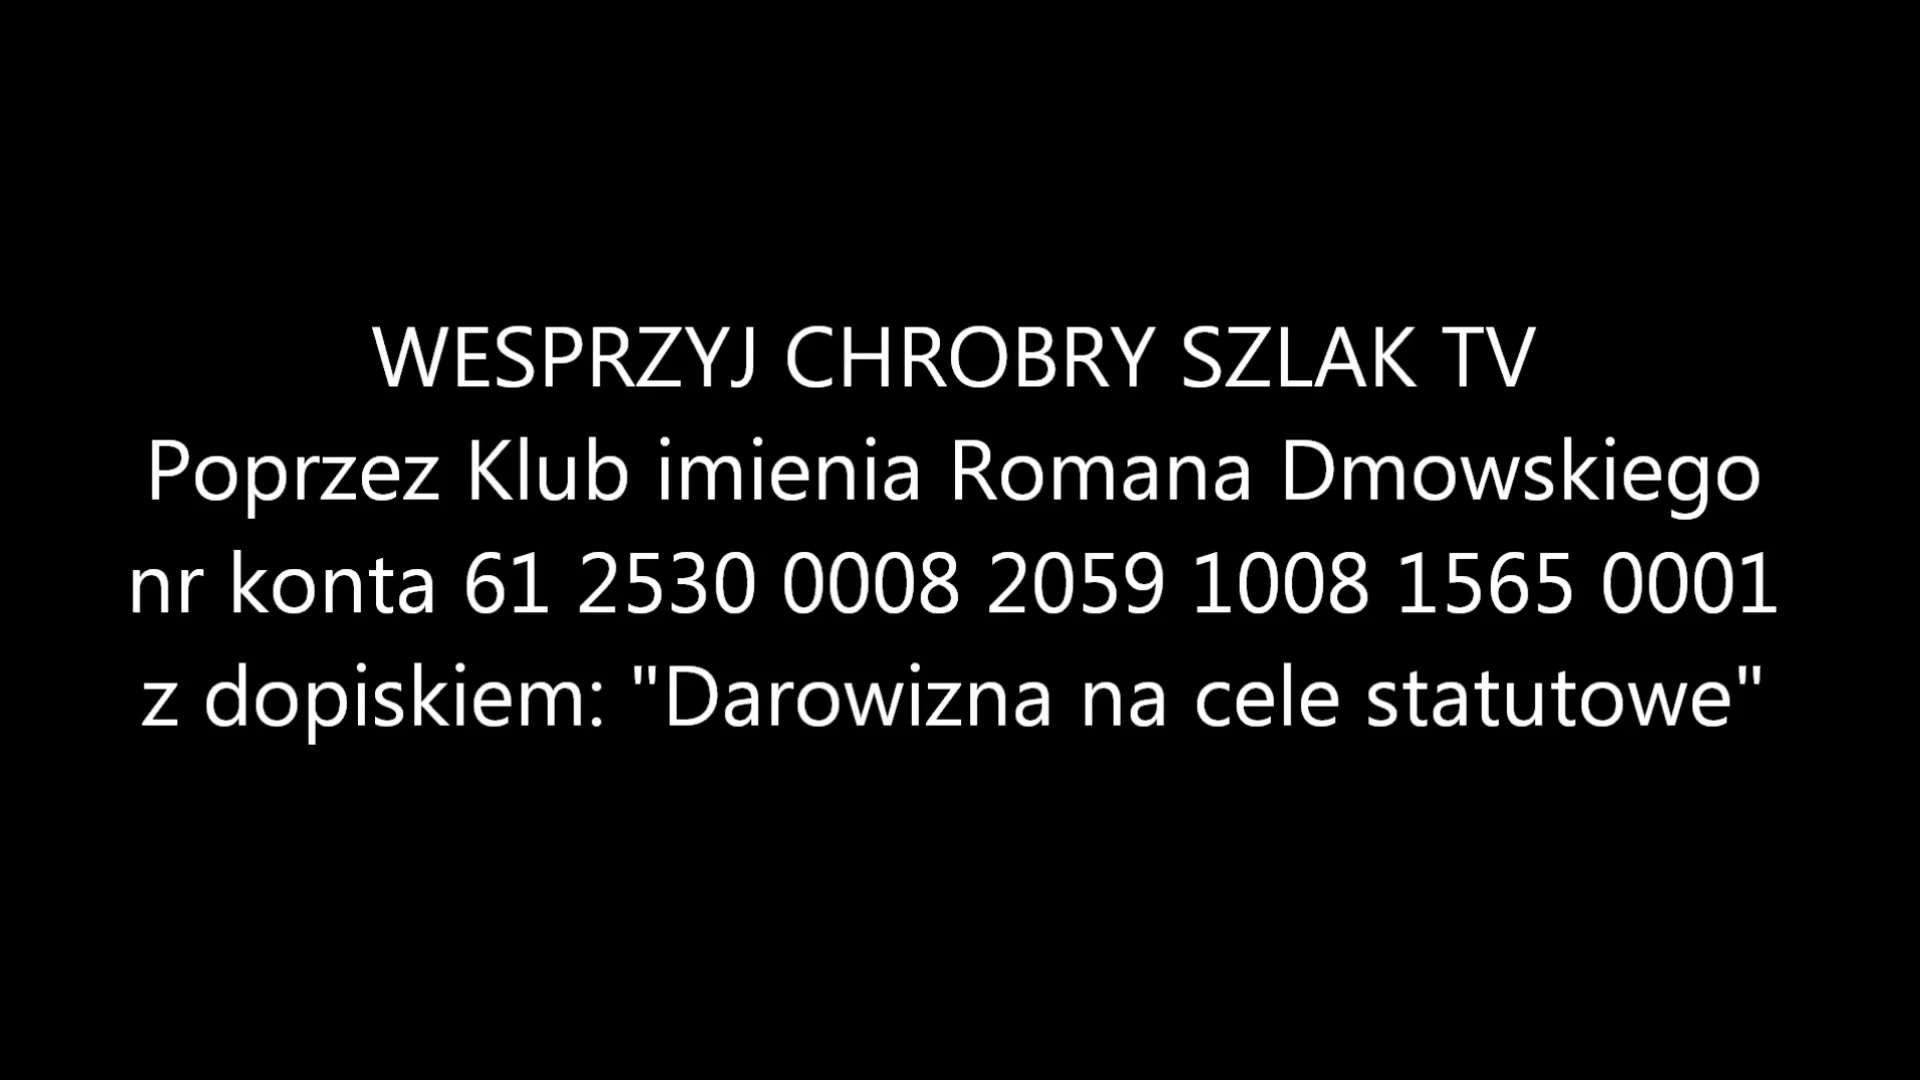 WESPRZYJ CHROBRY SZLAK TV
Poprzez Klub imienia Romana Dmowskiego
nr konta 61 2530 0008 2059 1008 1565 0001
z dopiskiem: "Darowizna na cele statutowe"